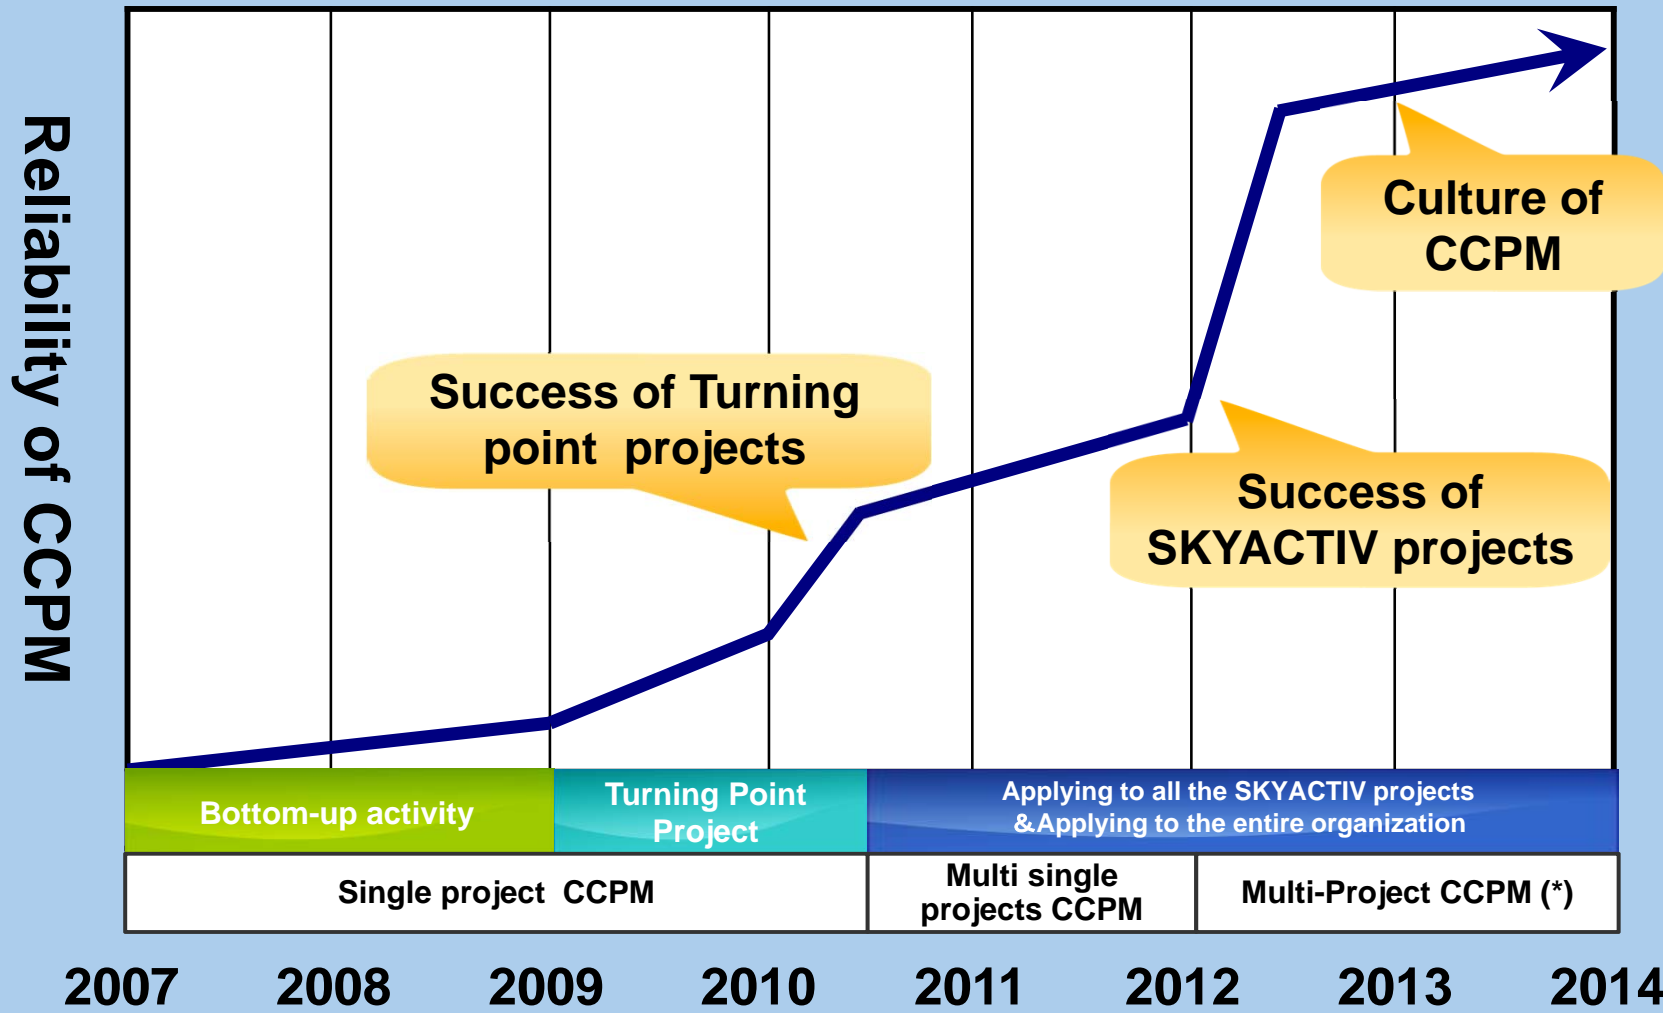 Reliability of CCPM
Culture of
CCPM
Success of Turning
point projects
Success of
SKYACTIV projects
Bottom-up activity
Turning Point
Project
Applying to all the SKYACTIV projects
&Applying to the entire organization
Single project CCPM
Multi single
projects CCPM
Multi-Project CCPM (*)
2007 2008 2009 2010 2011 2012 2013 2014